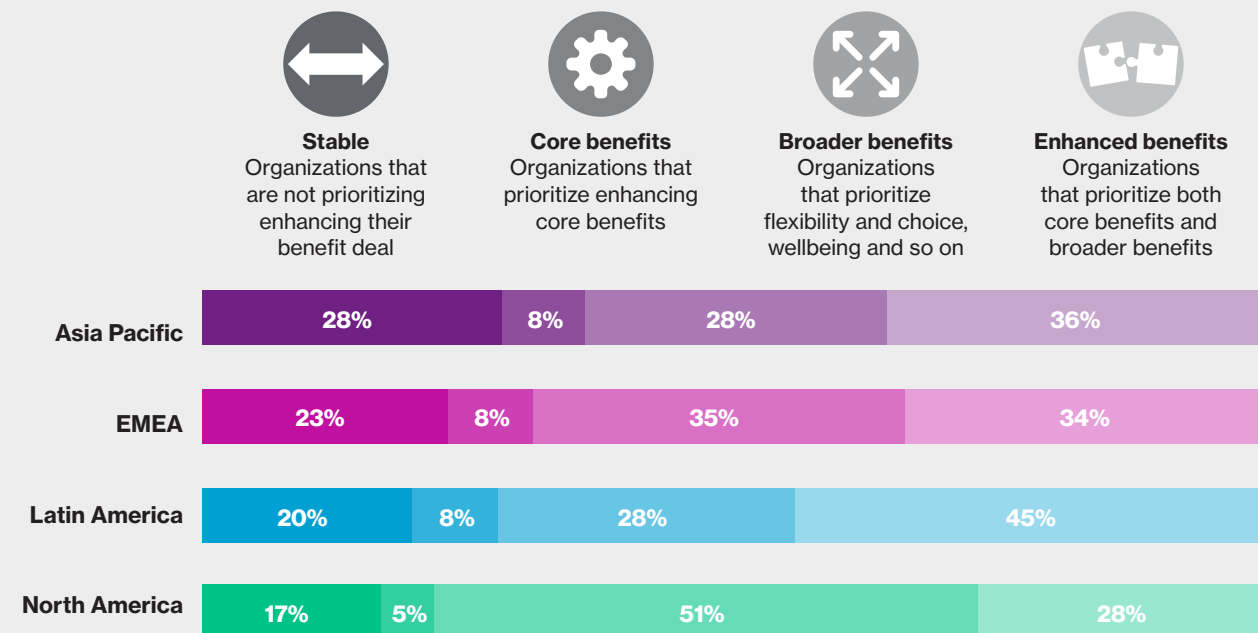 Stable
Organizations that
are not prioritizing
enhancing their
benefit deal
Core benefits
Organizations that
prioritize enhancing
core benefits
Broader benefits
Organizations
that prioritize
flexibility and choice,
wellbeing and so on
Enhanced benefits
Organizations
that prioritize both
core benefits and
broader benefits
Asia Pacific 28% 8% 28% 36%
EMEA 23% 8% 35% 34%
Latin America 20% 8% 28% 45%
North America 17% 5% 51% 28%